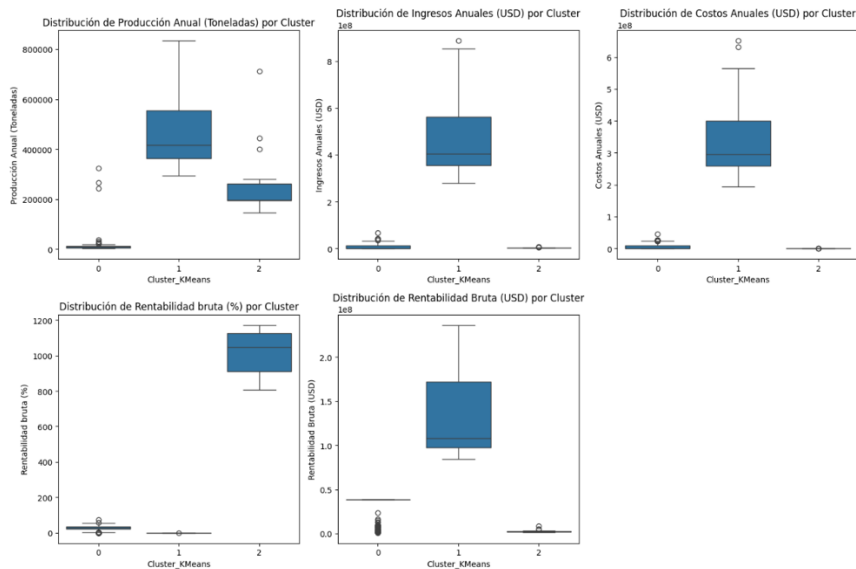 Distribución de Producción Anual (Toneladas) por Cluster
Producción Anual (Toneladas)
800000
600000
400000
200000
0
0 1 2
Cluster_KMeans
Distribución de Ingresos Anuales (USD) por Cluster
1e8
Ingresos Anuales (USD)
8
6
4
2
0
0 1 2
Cluster_KMeans
Distribución de Costos Anuales (USD) por Cluster
1e8
Costos Anuales (USD)
6
5
4
3
2
1
0
0 1 2
Cluster_KMeans
Distribución de Rentabilidad bruta (%) por Cluster
Rentabilidad bruta (%)
1200
1000
800
600
400
200
0
0 1 2
Cluster_KMeans
Distribución de Rentabilidad Bruta (USD) por Cluster
1e8
Rentabilidad Bruta (USD)
2.0
1.5
1.0
0.5
0.0
0 1 2
Cluster_KMeans